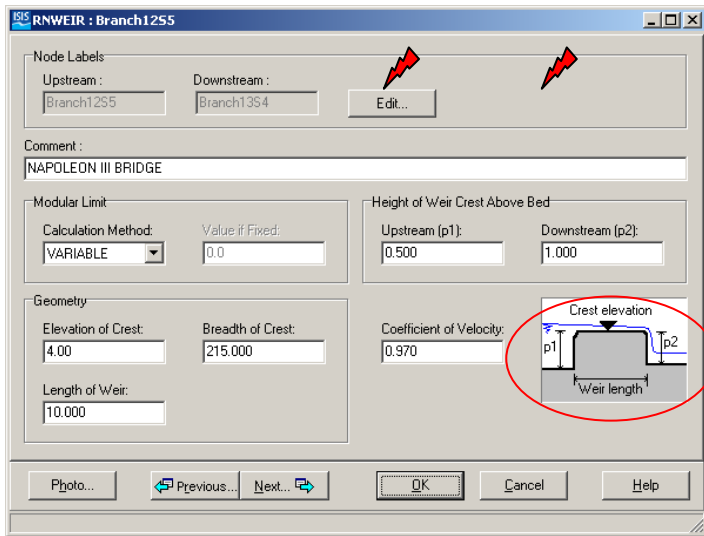 ISIS RNWEIR : Branch12S5
Node Labels
Upstream : Downstream :
Branch12S5 Branch13S4 Edit...
Comment :
NAPOLEON III BRIDGE
Modular Limit Height of Weir Crest Above Bed
Calculation Method: Value if Fixed: Upstream (p1): Downstream (p2):
VARIABLE 0.0 0.500 1.000
Geometry Crest elevation
Elevation of Crest: Breadth of Crest: Coefficient of Velocity:
4.00 215.000 0.970 p1 p2
Length of Weir: Weir length
10.000
Photo... Previous... Next... OK Cancel Help